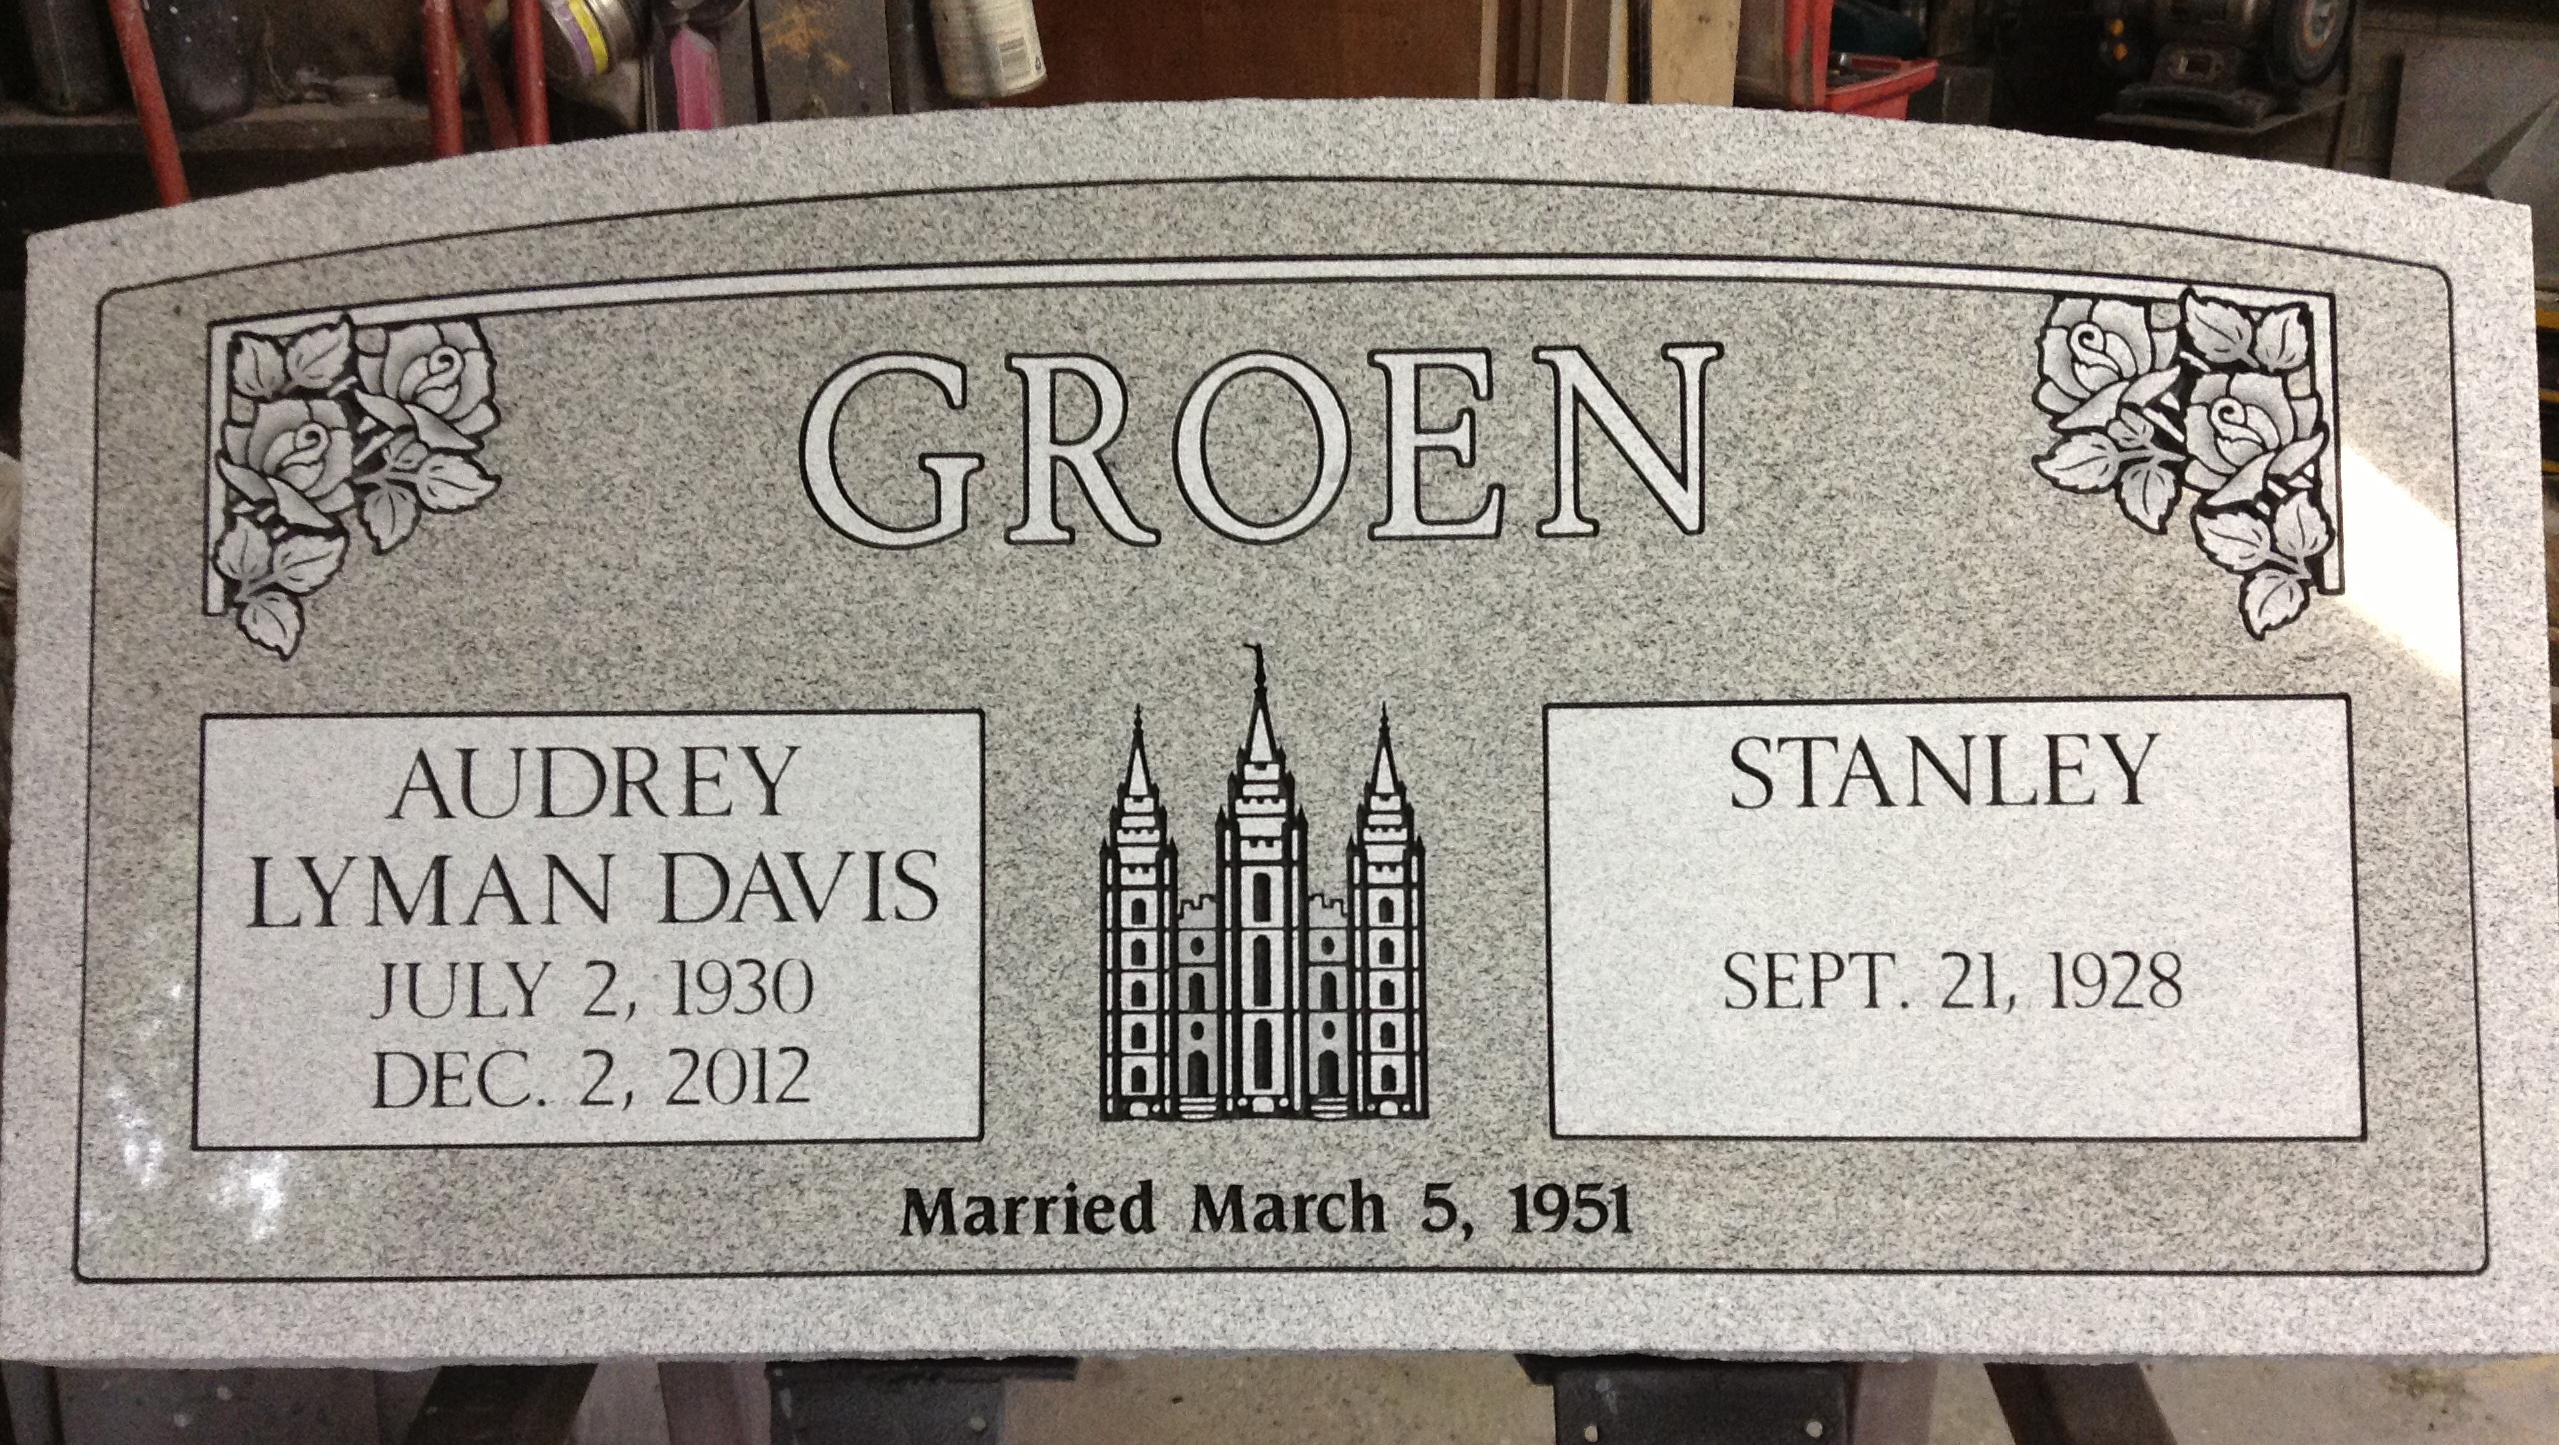 GROEN
AUDREY
LYMAN DAVIS
JULY 2, 1930
DEC. 2, 2012
STANLEY
SEPT. 21, 1928
Married March 5, 1951